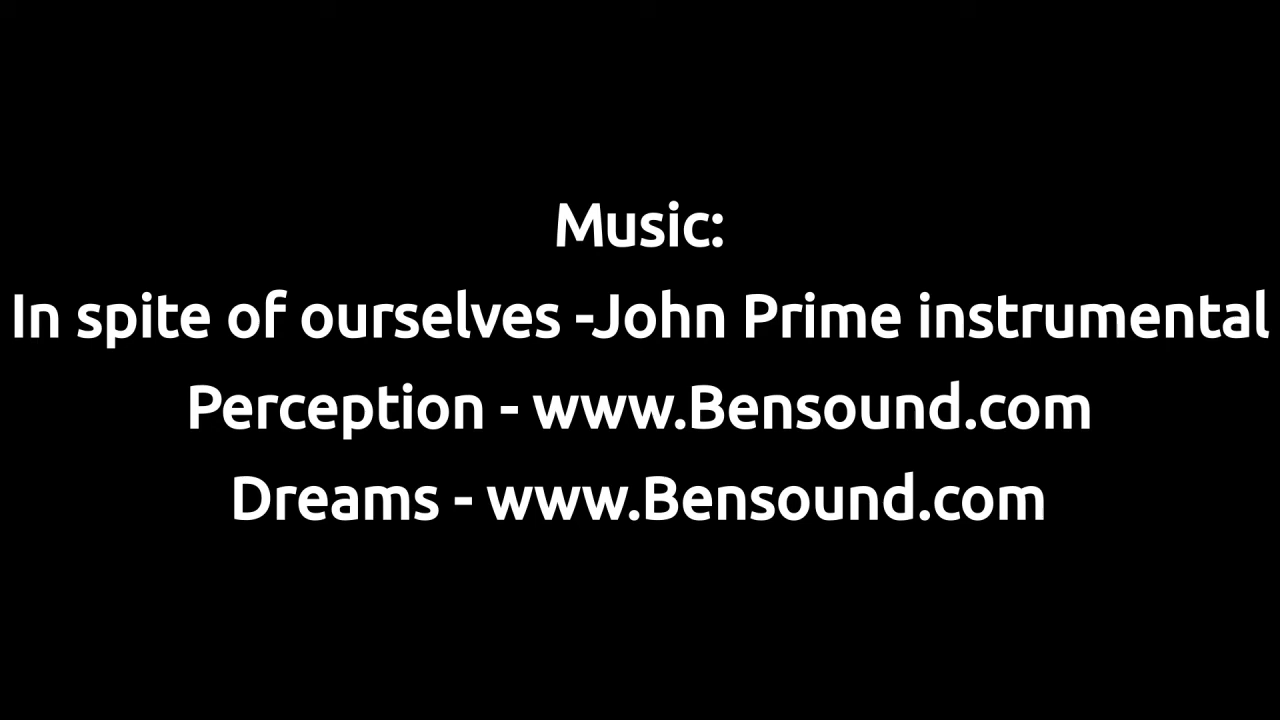 Music:
In spite of ourselves -John Prime instrumental
Perception - www.Bensound.com
Dreams - www.Bensound.com